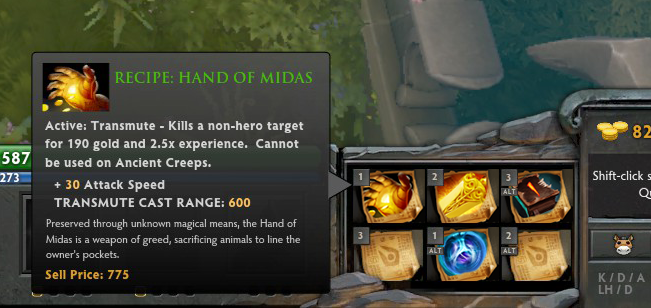 RECIPE: HAND OF MIDAS
Active: Transmute - Kills a non-hero target
for 190 gold and 2.5x experience. Cannot
be used on Ancient Creeps.
+ 30 Attack Speed
TRANSMUTE CAST RANGE: 600
Preserved through unknown magical means, the Hand of
Midas is a weapon of greed, sacrificing animals to line the
owner's pockets.
Sell Price: 775
587
273
1
2
3
ALT
3
1
ALT
2
ALT
82
Shift-click s
Qu
K / D / A
LH / D